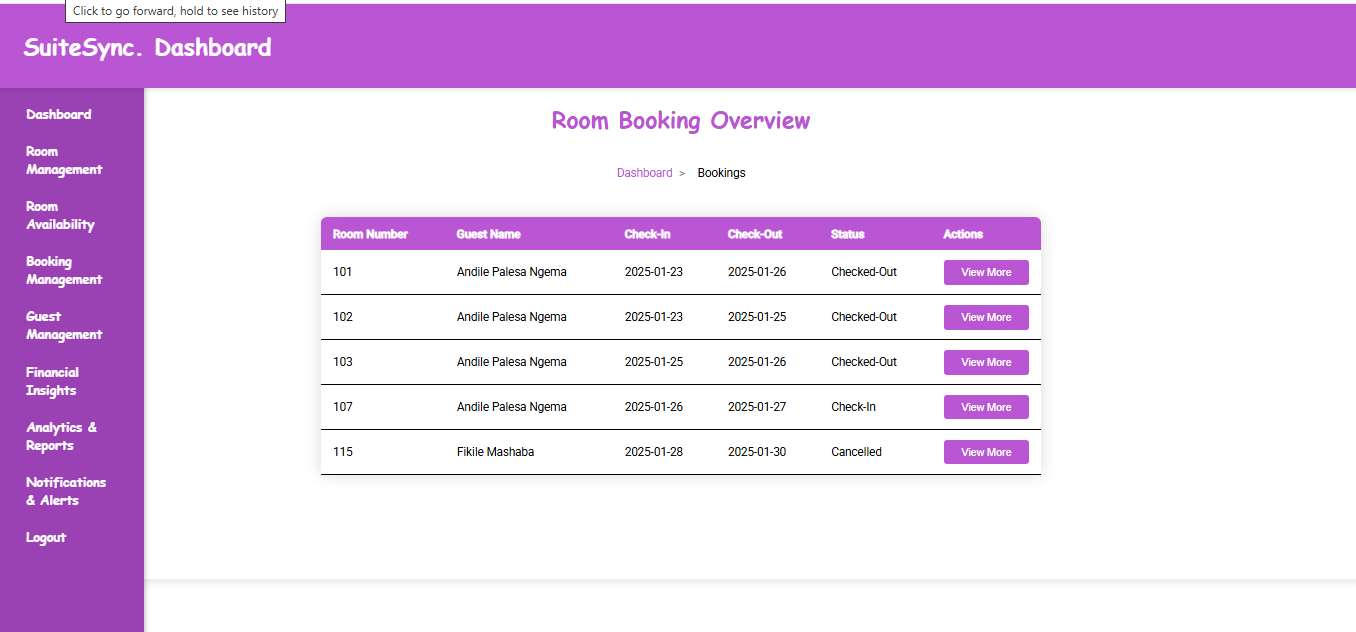 Click to go forward, hold to see history
SuiteSync. Dashboard
Dashboard
Room
Management
Room
Availability
Booking
Management
Guest
Management
Financial
Insights
Analytics &
Reports
Notifications
& Alerts
Logout
Room Booking Overview
Dashboard > Bookings
Room Number Guest Name Check-In Check-Out Status Actions
101 Andile Palesa Ngema 2025-01-23 2025-01-26 Checked-Out View More
102 Andile Palesa Ngema 2025-01-23 2025-01-25 Checked-Out View More
103 Andile Palesa Ngema 2025-01-25 2025-01-26 Checked-Out View More
107 Andile Palesa Ngema 2025-01-26 2025-01-27 Check-In View More
115 Fikile Mashaba 2025-01-28 2025-01-30 Cancelled View More